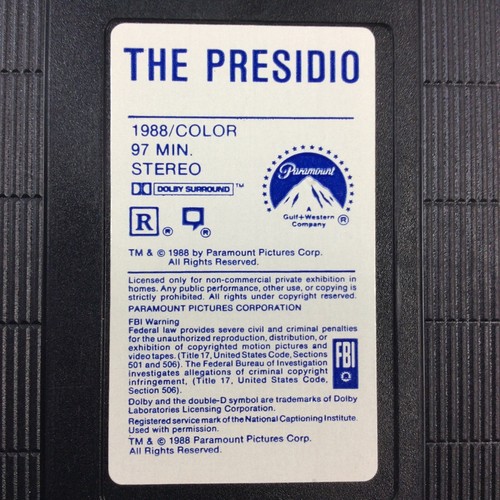 THE PRESIDIO
1988/COLOR
97 MIN.
STEREO
DOLBY SURROUND ™
Paramount
A
Gulf+Western
Company ®
R ® ®
TM & © 1988 by Paramount Pictures Corp.
All Rights Reserved.
Licensed only for non-commercial private exhibition in
homes. Any public performance, other use, or copying is
strictly prohibited. All rights under copyright reserved.
PARAMOUNT PICTURES CORPORATION
FBI Warning
Federal law provides severe civil and criminal penalties
for the unauthorized reproduction, distribution, or
exhibition of copyrighted motion pictures and
video tapes. (Title 17, United States Code, Sections
501 and 506). The Federal Bureau of Investigation
investigates allegations of criminal copyright
infringement, (Title 17, United States Code,
Section 506).
FBI
Dolby and the double-D symbol are trademarks of Dolby
Laboratories Licensing Corporation.
Registered service mark of the National Captioning Institute.
Used with permission.
TM & © 1988 Paramount Pictures Corp.
All Rights Reserved.